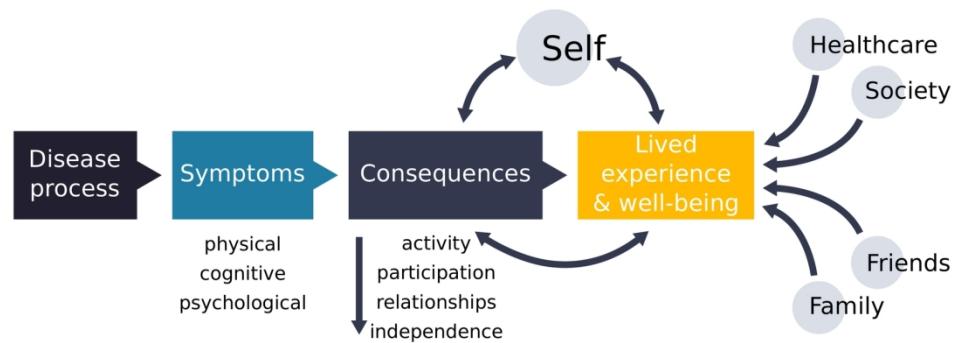 Self
Healthcare
Society
Disease
process
Symptoms
Consequences
Lived
experience
& well-being
physical
cognitive
psychological
activity
participation
relationships
independence
Friends
Family